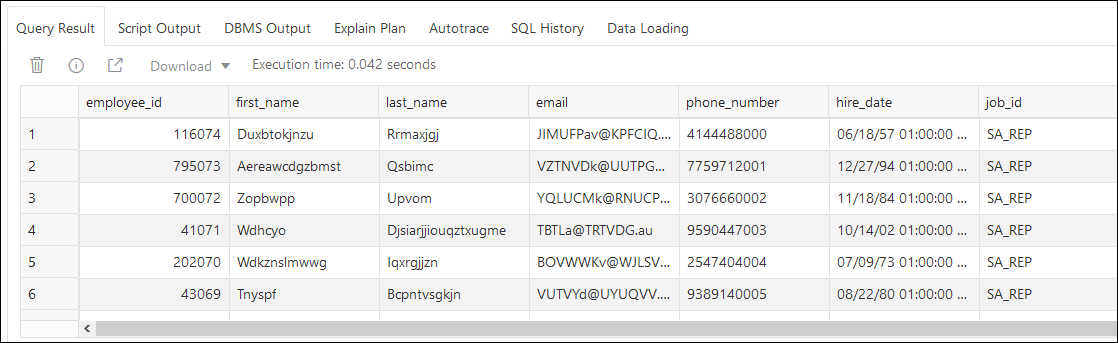 Query Result Script Output DBMS Output Explain Plan Autotrace SQL History Data Loading
Download Execution time: 0.042 seconds
employee_id first_name last_name email phone_number hire_date job_id
1 116074 Duxbtokjnzu Rrmaxjgj JIMUFPav@KPFCIQ.... 4144488000 06/18/57 01:00:00 ... SA_REP
2 795073 Aereawcdgzbmst Qsbimc VZTNVDk@UUTPG... 7759712001 12/27/94 01:00:00 ... SA_REP
3 700072 Zopbwpp Upvom YQLUCMk@RNUCP... 3076660002 11/18/84 01:00:00 ... SA_REP
4 41071 Wdhcyo Djsiarjjiouqztxugme TBTLa@TRTVDG.au 9590447003 10/14/02 01:00:00 ... SA_REP
5 202070 Wdkznslmwwg Iqxrgjjzn BOVWWKv@WJLSV... 2547404004 07/09/73 01:00:00 ... SA_REP
6 43069 Tnyspf Bcpntvsgkjn VUTVYd@UYUQVV.... 9389140005 08/22/80 01:00:00 ... SA_REP